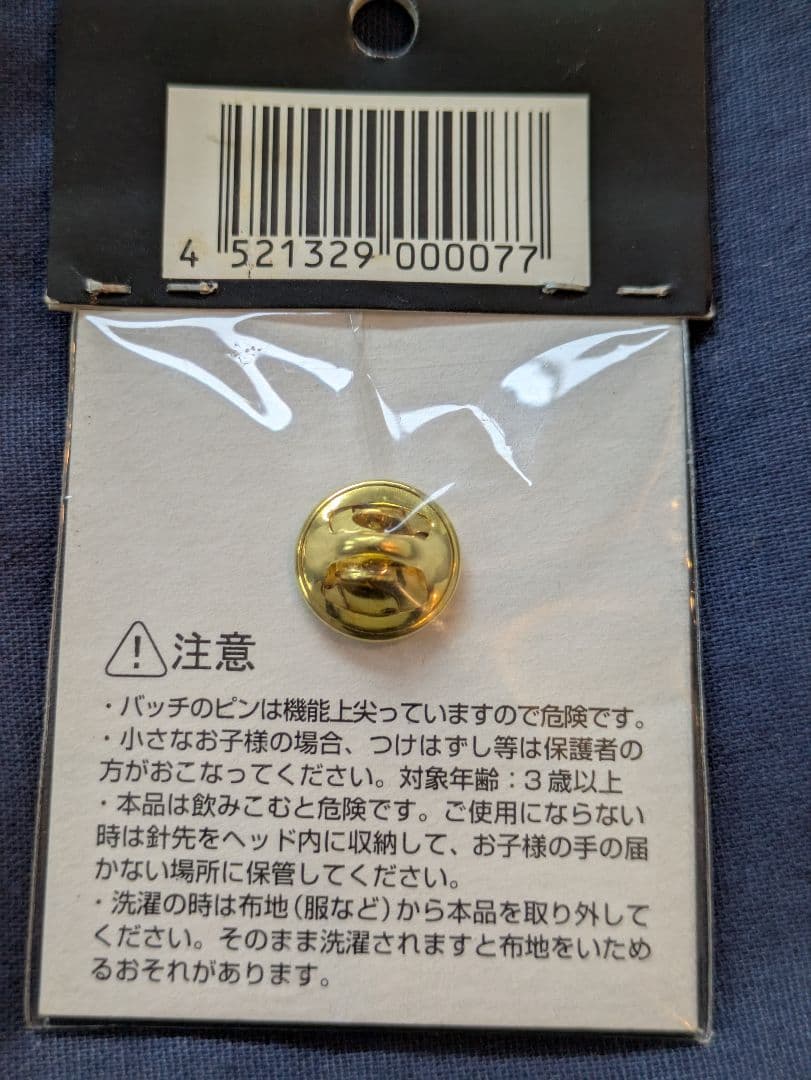 4 521329 000077
注意
・バッチのピンは機能上尖っていますので危険です。
・小さなお子様の場合、つけはずし等は保護者の
方がおこなってください。対象年齢：3歳以上
・本品は飲みこむと危険です。ご使用にならない
時は針先をヘッド内に収納して、お子様の手の届
かない場所に保管してください。
・洗濯の時は布地（服など）から本品を取り外して
ください。そのまま洗濯されますと布地をいため
るおそれがあります。